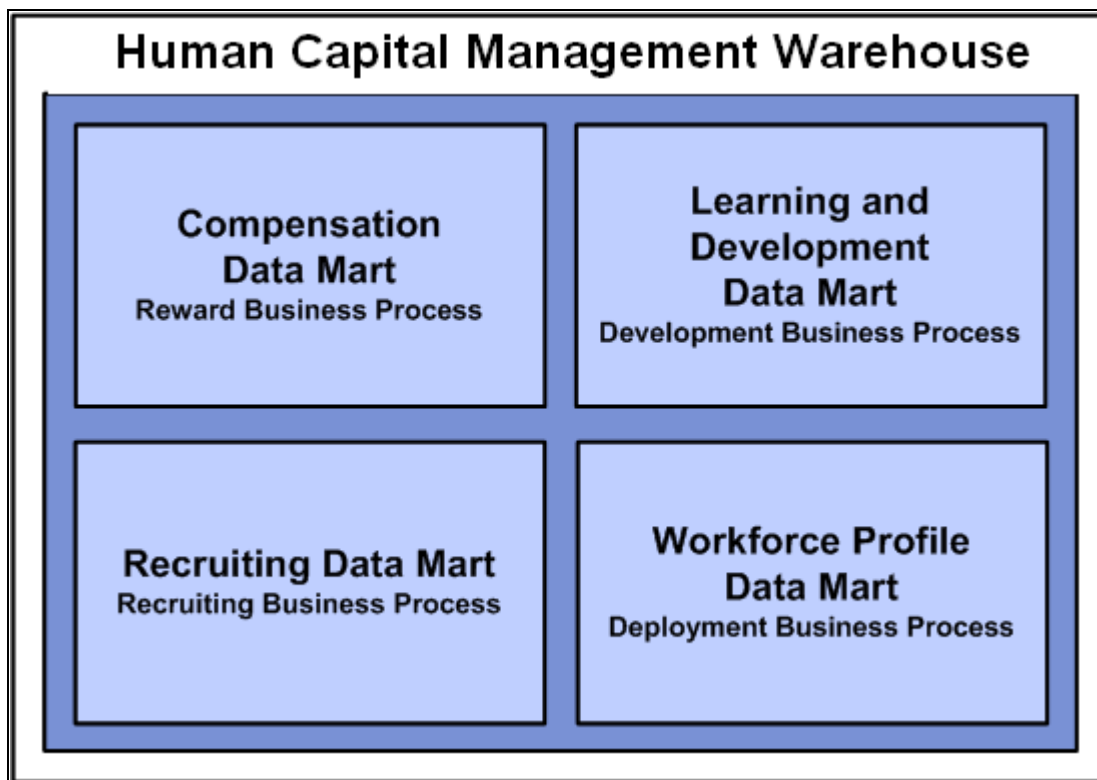 Human Capital Management Warehouse
Compensation
Data Mart
Reward Business Process
Learning and
Development
Data Mart
Development Business Process
Recruiting Data Mart
Recruiting Business Process
Workforce Profile
Data Mart
Deployment Business Process